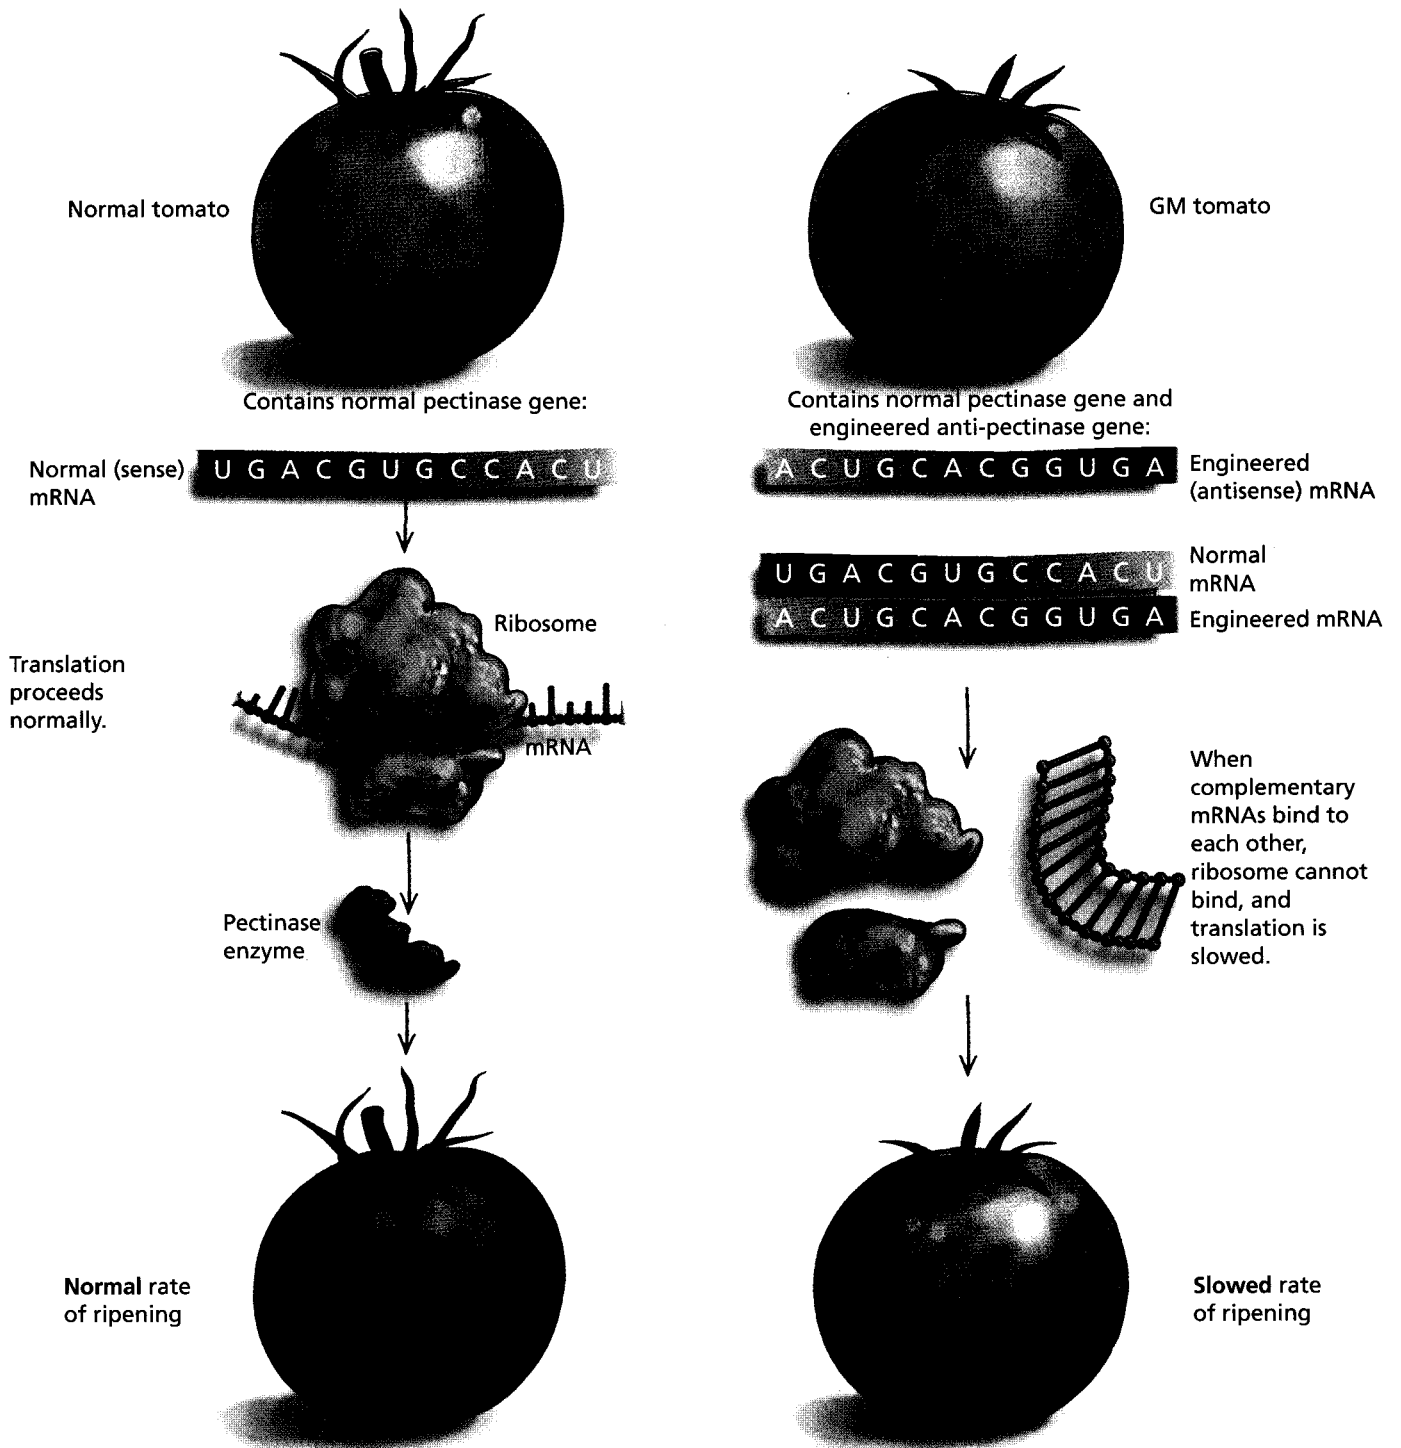 Normal tomato
GM tomato
Contains normal pectinase gene:
Contains normal pectinase gene and
engineered anti-pectinase gene:
Normal (sense)
mRNA
U G A C G U G C C A C U
A C U G C A C G G U G A
Engineered
(antisense) mRNA
U G A C G U G C C A C U
Normal
mRNA
A C U G C A C G G U G A
Engineered mRNA
Ribosome
Translation
proceeds
normally.
mRNA
When
complementary
mRNAs bind to
each other,
ribosome cannot
bind, and
translation is
slowed.
Pectinase
enzyme
Normal rate
of ripening
Slowed rate
of ripening